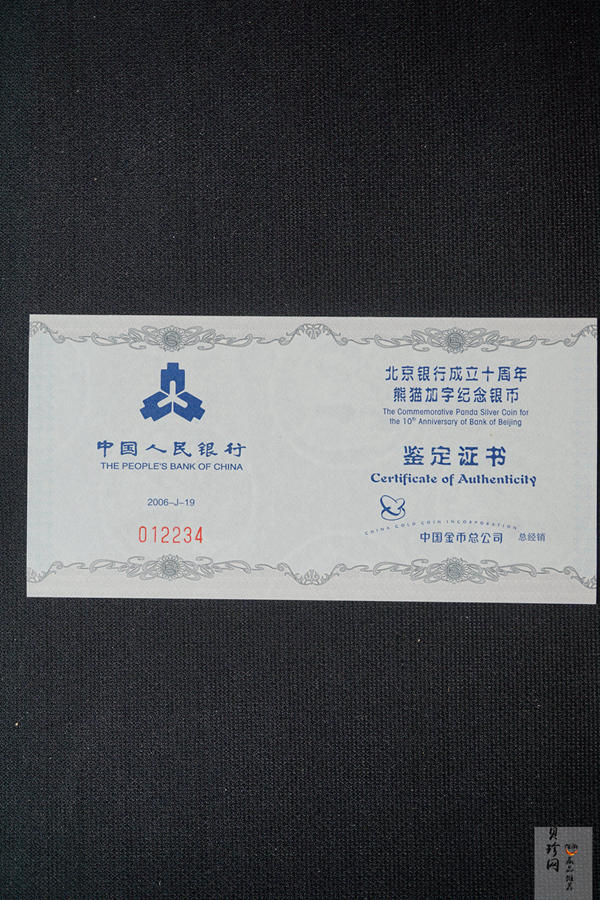 中国人民银行
THE PEOPLE'S BANK OF CHINA
2006–J–19
012234
北京银行成立十周年
熊猫加字纪念银币
The Commemorative Panda Silver Coin for
the 10th Anniversary of Bank of Beijing
鉴定证书
Certificate of Authenticity
CHINA GOLD COIN INCORPORATION
中国金币总公司 总经销
贝珍网